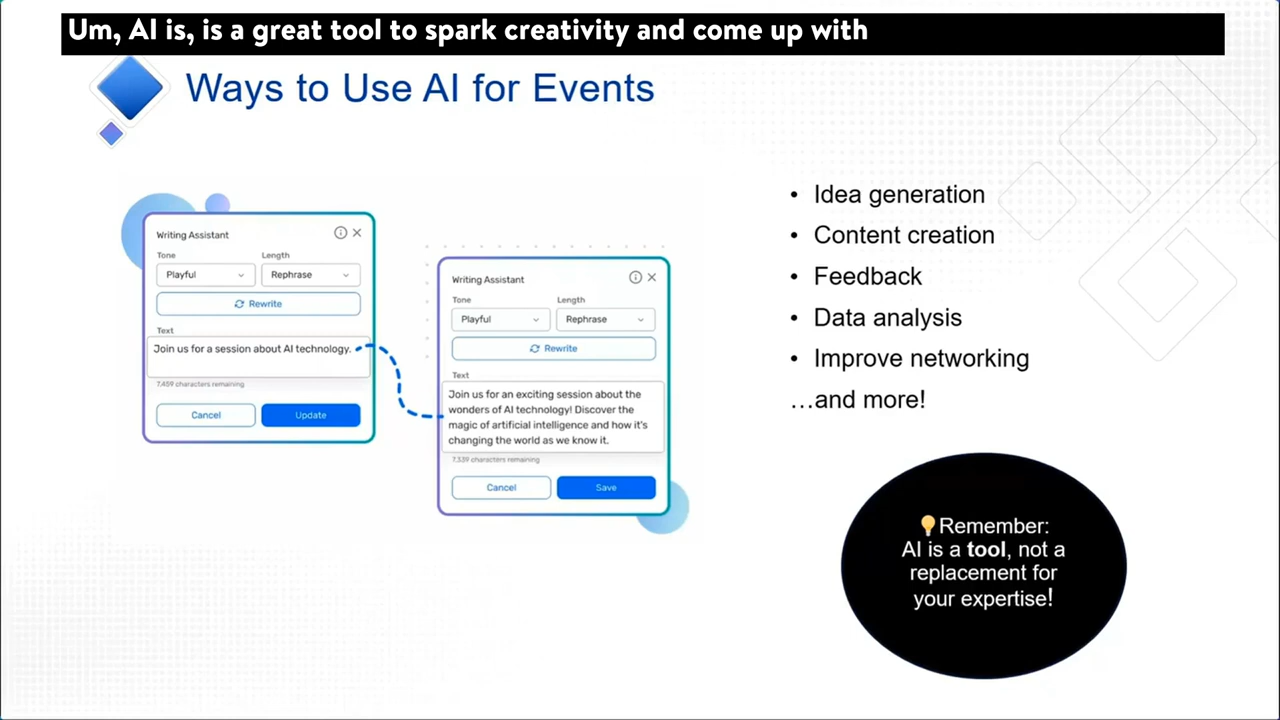 Um, AI is, is a great tool to spark creativity and come up with
Ways to Use AI for Events
Writing Assistant
Tone
Length
Playful
Rephrase
Rewrite
Text
Join us for a session about AI technology.
7,459 characters remaining
Cancel
Update
Writing Assistant
Tone
Length
Playful
Rephrase
Rewrite
Text
Join us for an exciting session about the
wonders of AI technology! Discover the
magic of artificial intelligence and how it's
changing the world as we know it.
7,339 characters remaining
Cancel
Save
• Idea generation
• Content creation
• Feedback
• Data analysis
• Improve networking
…and more!
💡Remember:
AI is a tool, not a
replacement for
your expertise!